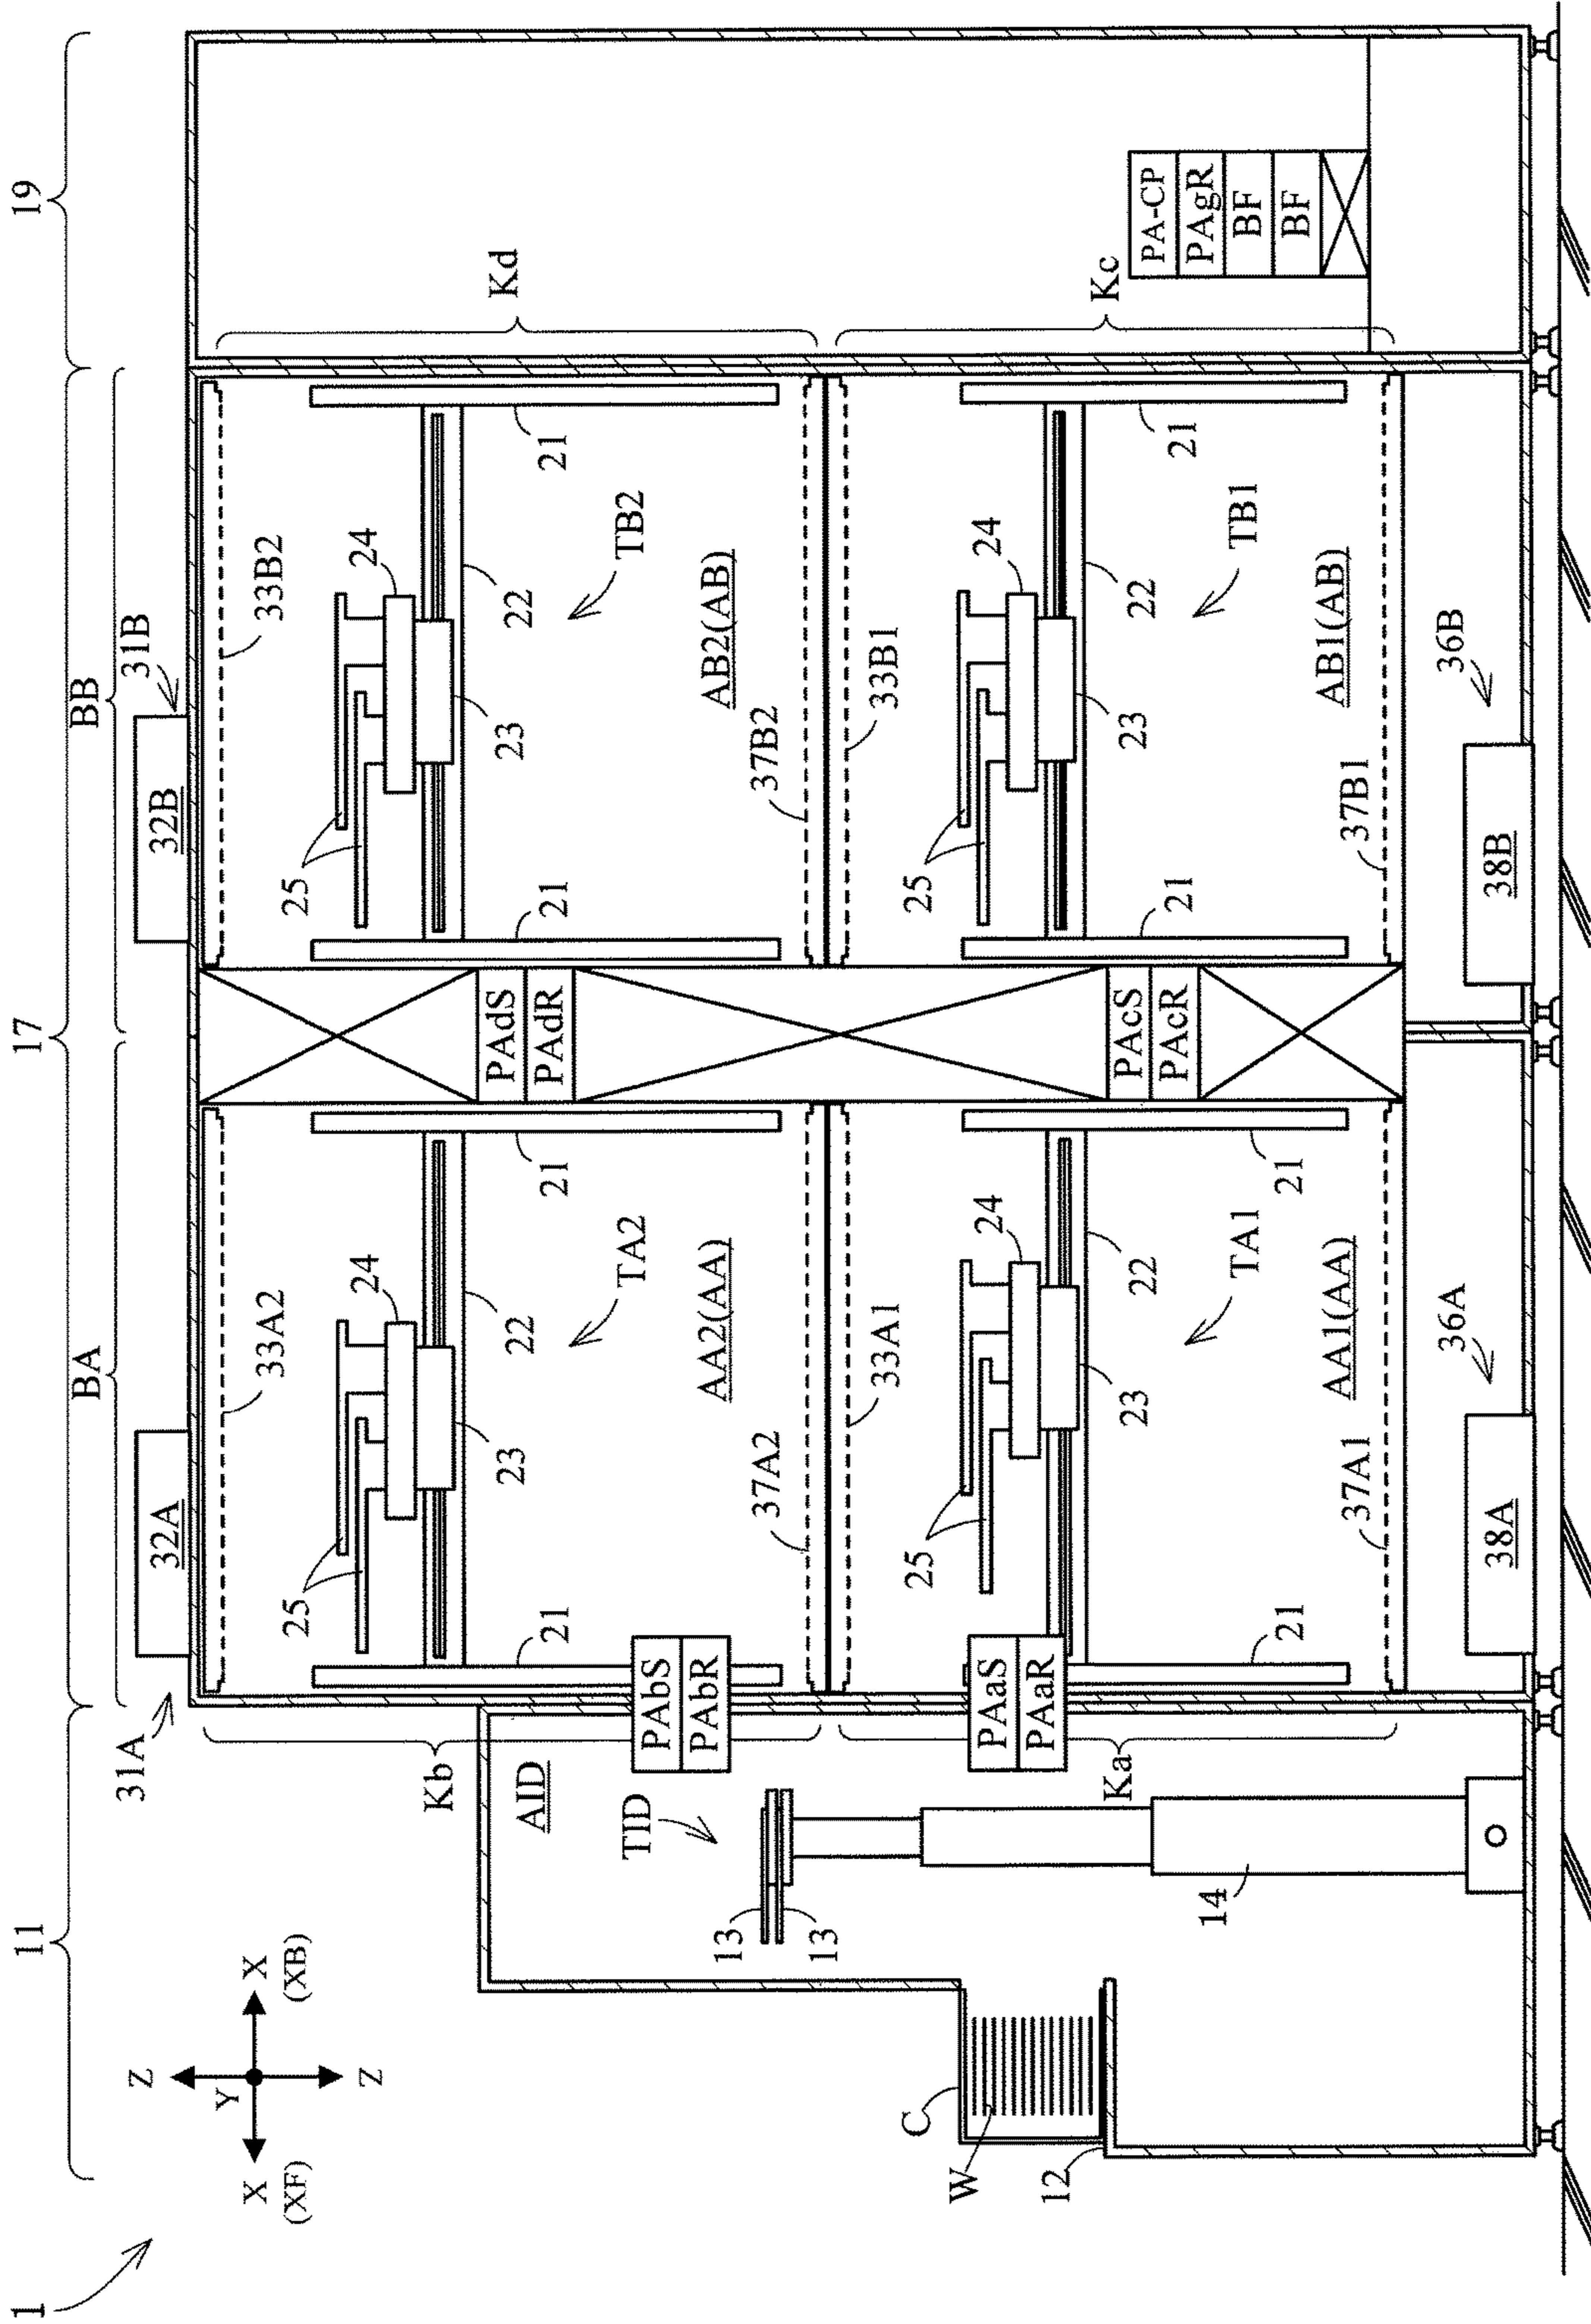 1
11
17
19
BA
BB
Z
X
(XF)
Y
X
(XB)
Z
31A
32A
31B
32B
33A2
33B2
25
24
25
24
Kb
22
22
Kd
AID
23
23
21
21
21
21
PAdS
PAdR
TID
PAbS
PAbR
TA2
TB2
AA2(AA)
AB2(AB)
13
13
37A2
37B2
33A1
33B1
C
W
12
25
24
25
24
PAaS
PAaR
Ka
22
23
22
23
PAcS
PAcR
Kc
PA-CP
PAgR
BF
BF
21
21
21
21
14
TA1
TB1
AA1(AA)
AB1(AB)
37A1
37B1
36A
36B
38A
38B